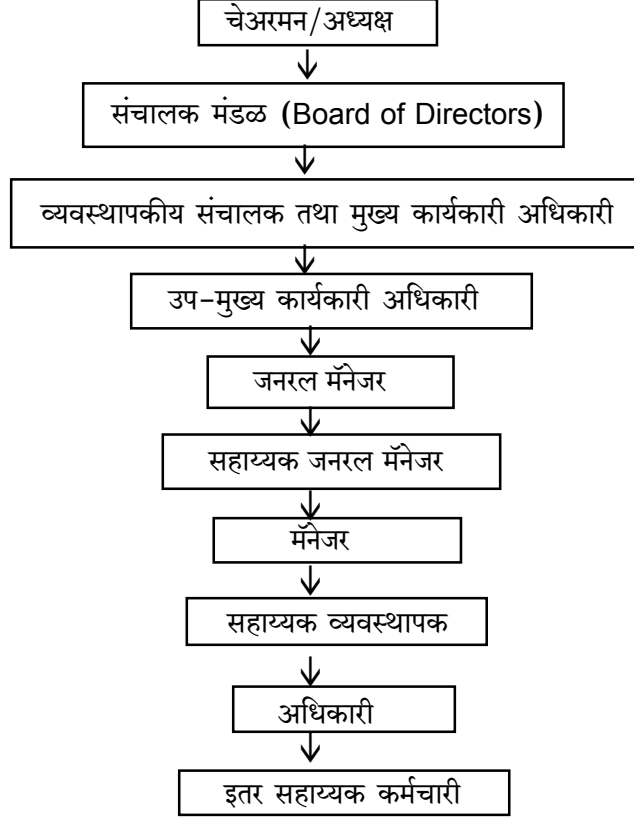 चेअरमन/अध्यक्ष
संचालक मंडळ (Board of Directors)
व्यवस्थापकीय संचालक तथा मुख्य कार्यकारी अधिकारी
उप-मुख्य कार्यकारी अधिकारी
जनरल मॅनेजर
सहाय्यक जनरल मॅनेजर
मॅनेजर
सहाय्यक व्यवस्थापक
अधिकारी
इतर सहाय्यक कर्मचारी